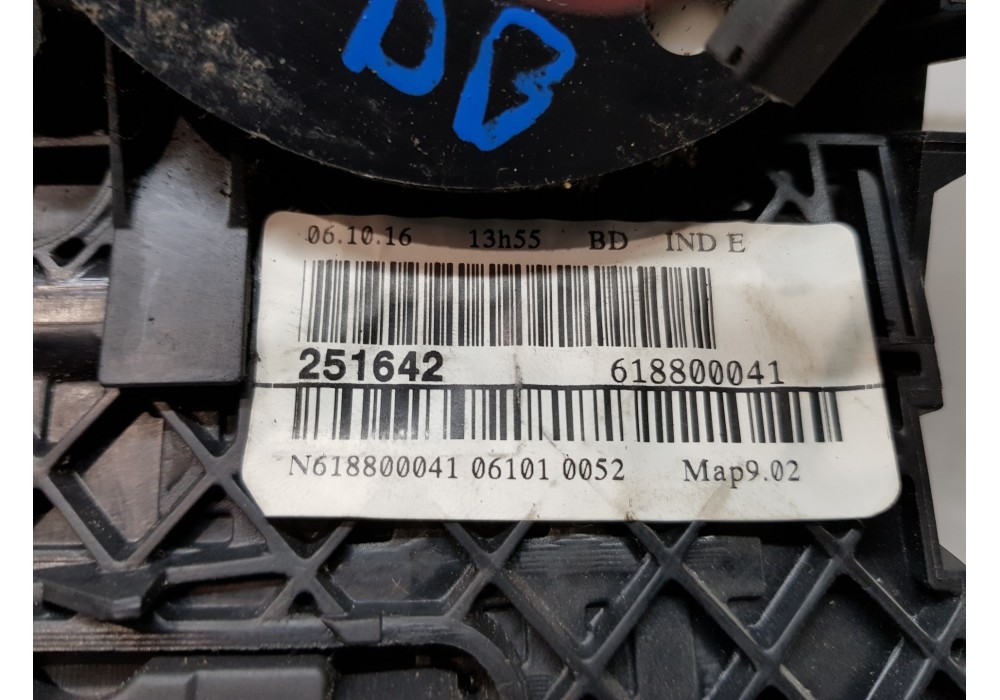 DB
06.10.16 13h55 BD IND E
251642 618800041
N618800041 06101 0052 Map9.02